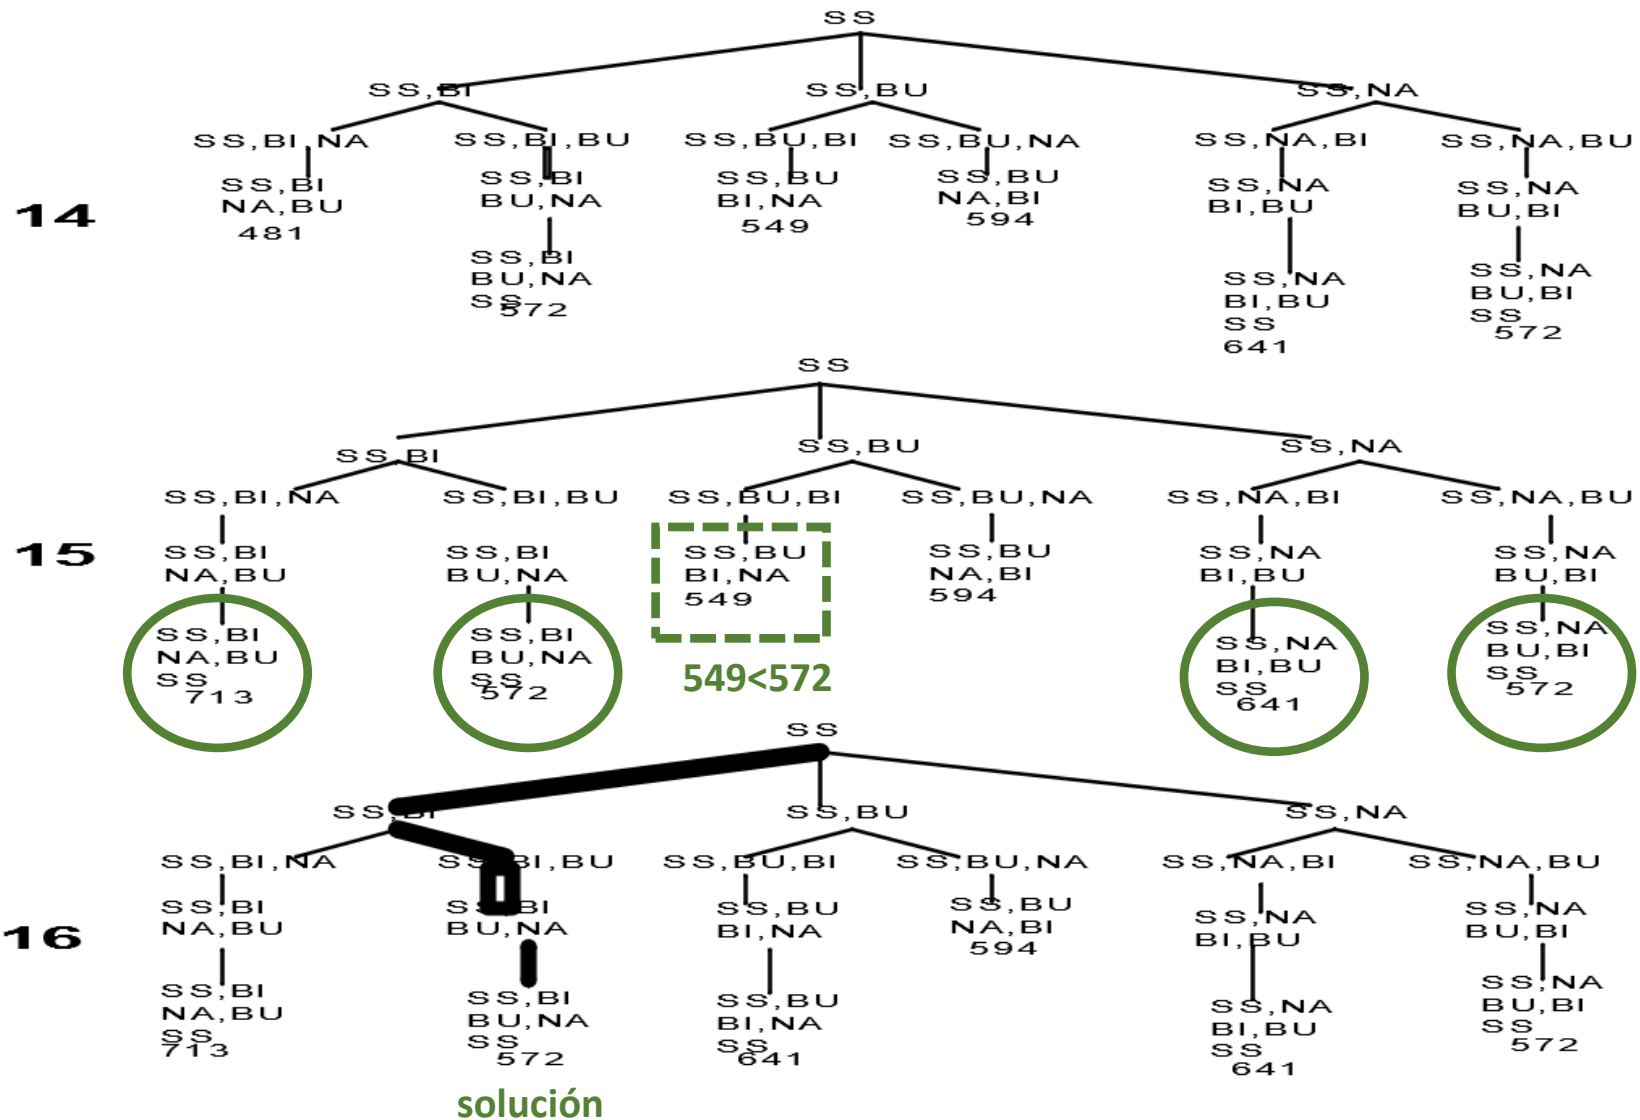 SS
SS,BI SS,BU SS,NA
SS,BI,NA SS,BI,BU SS,BU,BI SS,BU,NA SS,NA,BI SS,NA,BU
14
SS,BI
NA,BU
481
SS,BI
BU,NA
SS,BI
BU,NA
SS
572
SS,BU
BI,NA
549
SS,BU
NA,BI
594
SS,NA
BI,BU
SS,NA
BI,BU
SS
641
SS,NA
BU,BI
SS,NA
BU,BI
SS
572
SS
SS,BI SS,BU SS,NA
SS,BI,NA SS,BI,BU SS,BU,BI SS,BU,NA SS,NA,BI SS,NA,BU
15
SS,BI
NA,BU
SS,BI
NA,BU
SS
713
SS,BI
BU,NA
SS,BI
BU,NA
SS
572
SS,BU
BI,NA
549
549<572
SS,BU
NA,BI
594
SS,NA
BI,BU
SS,NA
BI,BU
SS
641
SS,NA
BU,BI
SS,NA
BU,BI
SS
572
SS
SS,BI SS,BU SS,NA
SS,BI,NA SS,BI,BU SS,BU,BI SS,BU,NA SS,NA,BI SS,NA,BU
16
SS,BI
NA,BU
SS,BI
NA,BU
SS
713
SS,BI
BU,NA
SS,BI
BU,NA
SS
572
solución
SS,BU
BI,NA
SS,BU
BI,NA
SS
641
SS,BU
NA,BI
594
SS,NA
BI,BU
SS,NA
BI,BU
SS
641
SS,NA
BU,BI
SS,NA
BU,BI
SS
572